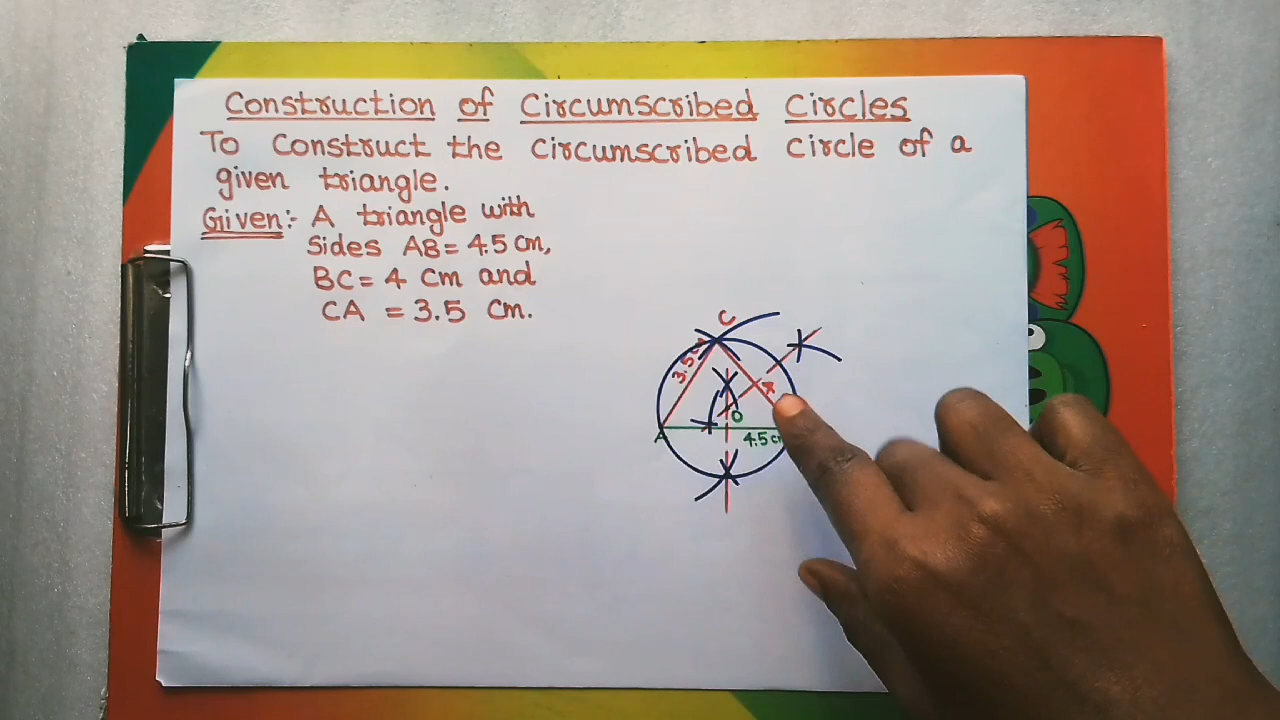 Construction of Circumscribed Circles
To Construct the Circumscribed Circle of a
given triangle.
Given:- A triangle with
Sides AB = 4.5 cm,
BC = 4 Cm and
CA = 3.5 Cm.
C
3.5 c
4
O
A
4.5 cm